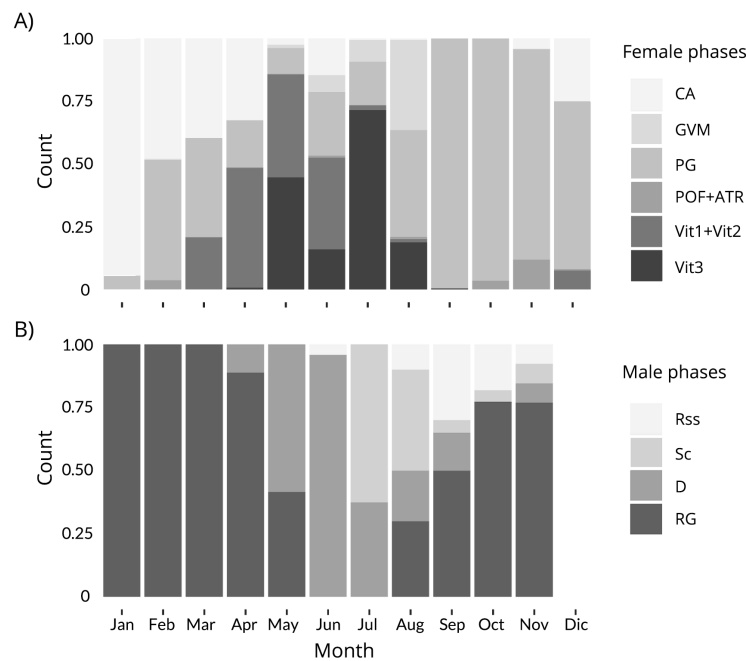 A)
Count
1.00
0.75
0.50
0.25
0
Female phases
CA
GVM
PG
POF+ATR
Vit1+Vit2
Vit3
B)
Count
1.00
0.75
0.50
0.25
0
Jan Feb Mar Apr May Jun Jul Aug Sep Oct Nov Dic
Month
Male phases
Rss
Sc
D
RG